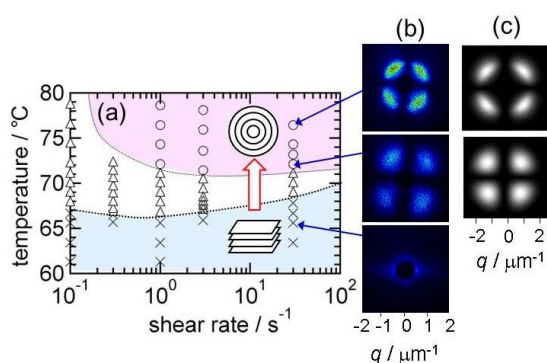 (b)
(c)
80
(a)
75
70
65
60
temperature / °C
10⁻¹ 10⁰ 10¹ 10²
shear rate / s⁻¹
-2 0 2
q / μm⁻¹
-2 -1 0 1 2
q / μm⁻¹